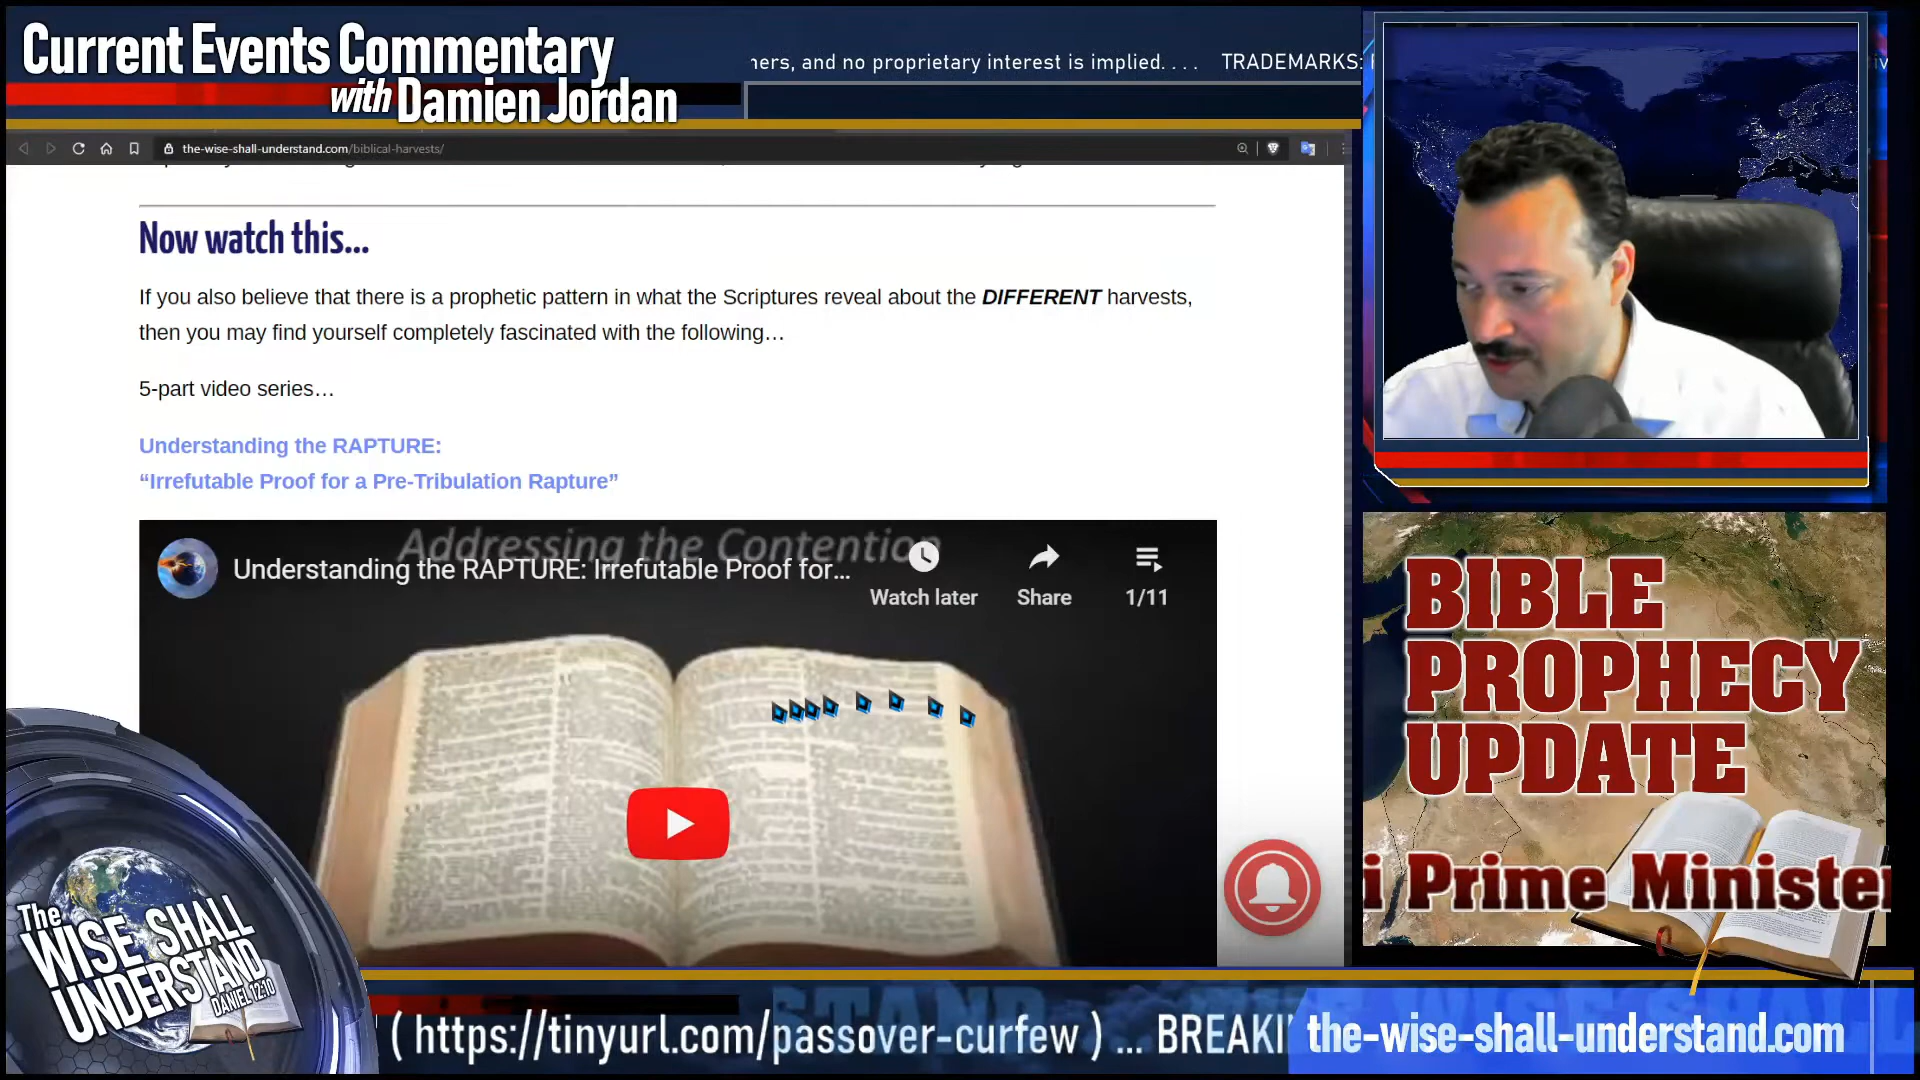 Current Events Commentary
with Damien Jordan
ners, and no proprietary interest is implied. . . . TRADEMARKS:
the-wise-shall-understand.com/biblical-harvests/
Now watch this...
If you also believe that there is a prophetic pattern in what the Scriptures reveal about the DIFFERENT harvests,
then you may find yourself completely fascinated with the following…
5-part video series…
Understanding the RAPTURE:
“Irrefutable Proof for a Pre-Tribulation Rapture”
Addressing the Contention
Understanding the RAPTURE: Irrefutable Proof for...
Watch later
Share
1/11
BIBLE
PROPHECY
UPDATE
i Prime Minister
The
WISE SHALL
UNDERSTAND
DANIEL 12:10
( https://tinyurl.com/passover-curfew ) ... BREAKI
the-wise-shall-understand.com